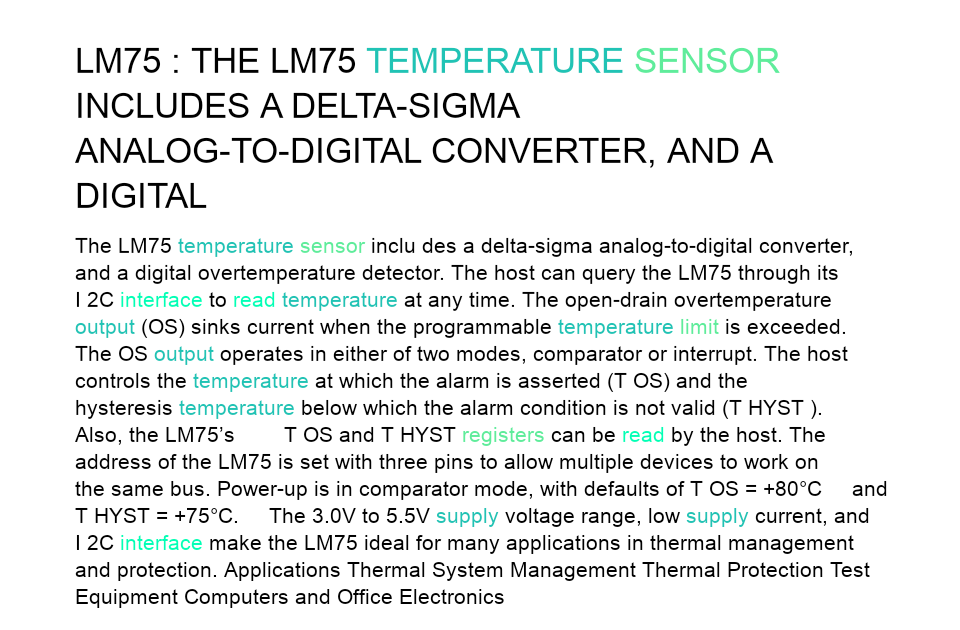 LM75 : THE LM75 TEMPERATURE SENSOR
INCLUDES A DELTA-SIGMA
ANALOG-TO-DIGITAL CONVERTER, AND A
DIGITAL
The LM75 temperature sensor inclu des a delta-sigma analog-to-digital converter,
and a digital overtemperature detector. The host can query the LM75 through its
I 2C interface to read temperature at any time. The open-drain overtemperature
output (OS) sinks current when the programmable temperature limit is exceeded.
The OS output operates in either of two modes, comparator or interrupt. The host
controls the temperature at which the alarm is asserted (T OS) and the
hysteresis temperature below which the alarm condition is not valid (T HYST ).
Also, the LM75’s T OS and T HYST registers can be read by the host. The
address of the LM75 is set with three pins to allow multiple devices to work on
the same bus. Power-up is in comparator mode, with defaults of T OS = +80°C and
T HYST = +75°C. The 3.0V to 5.5V supply voltage range, low supply current, and
I 2C interface make the LM75 ideal for many applications in thermal management
and protection. Applications Thermal System Management Thermal Protection Test
Equipment Computers and Office Electronics